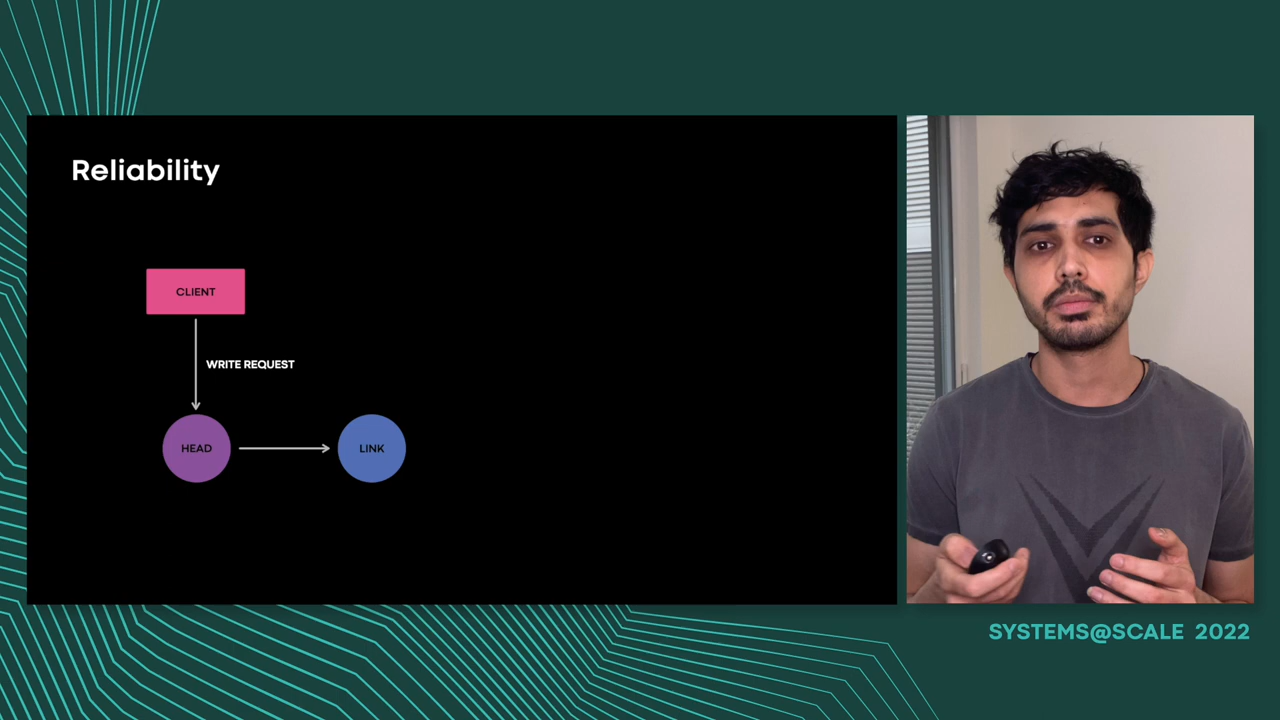 Reliability
CLIENT
WRITE REQUEST
HEAD
LINK
SYSTEMS@SCALE 2022